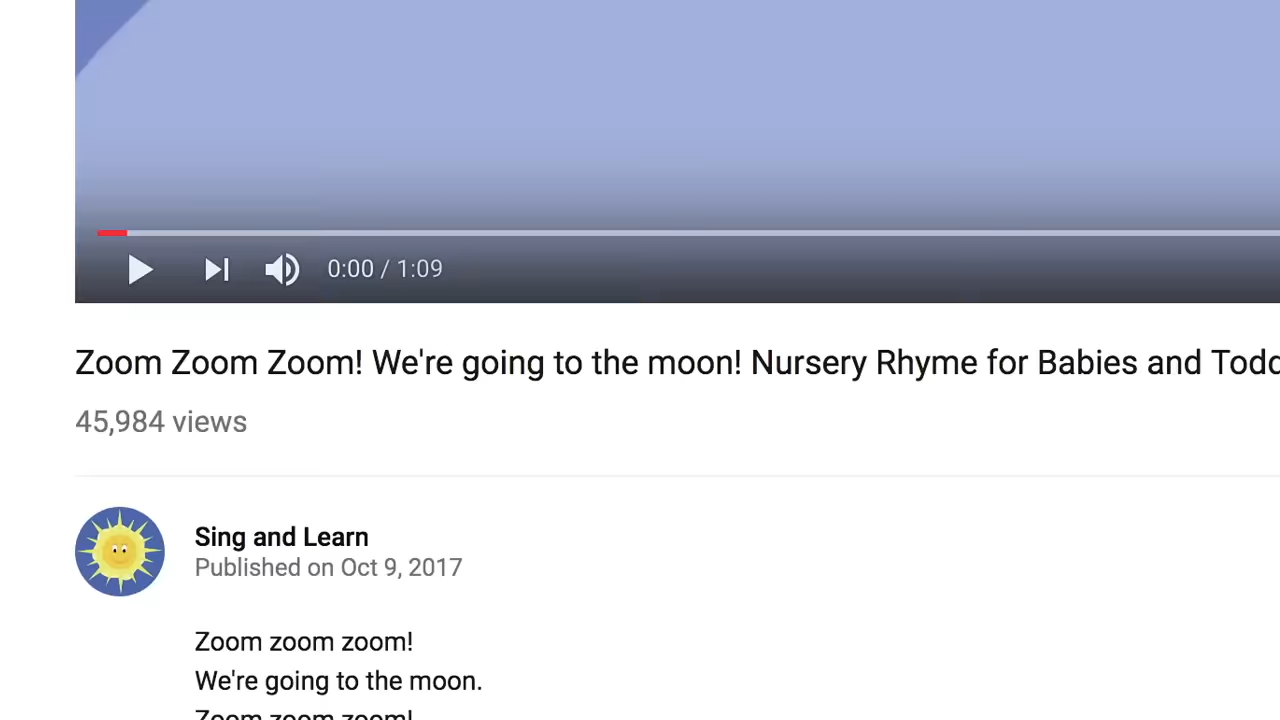 0:00 / 1:09
Zoom Zoom Zoom! We're going to the moon! Nursery Rhyme for Babies and Todd
45,984 views
Sing and Learn
Published on Oct 9, 2017
Zoom zoom zoom!
We're going to the moon.
Zoom zoom zoom!